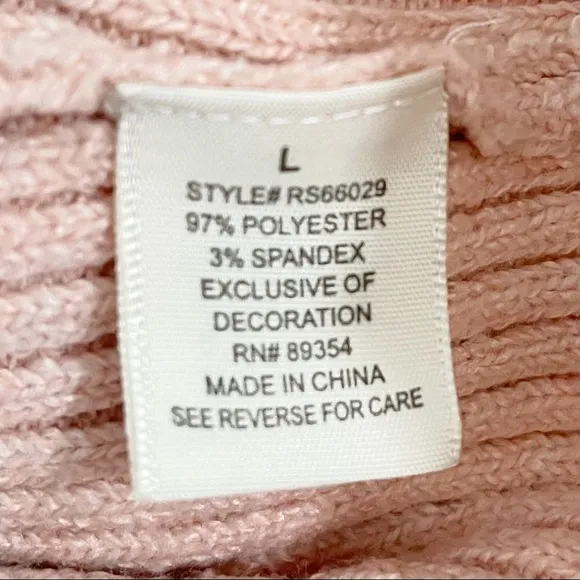 L
STYLE# RS66029
97% POLYESTER
3% SPANDEX
EXCLUSIVE OF
DECORATION
RN# 89354
MADE IN CHINA
SEE REVERSE FOR CARE